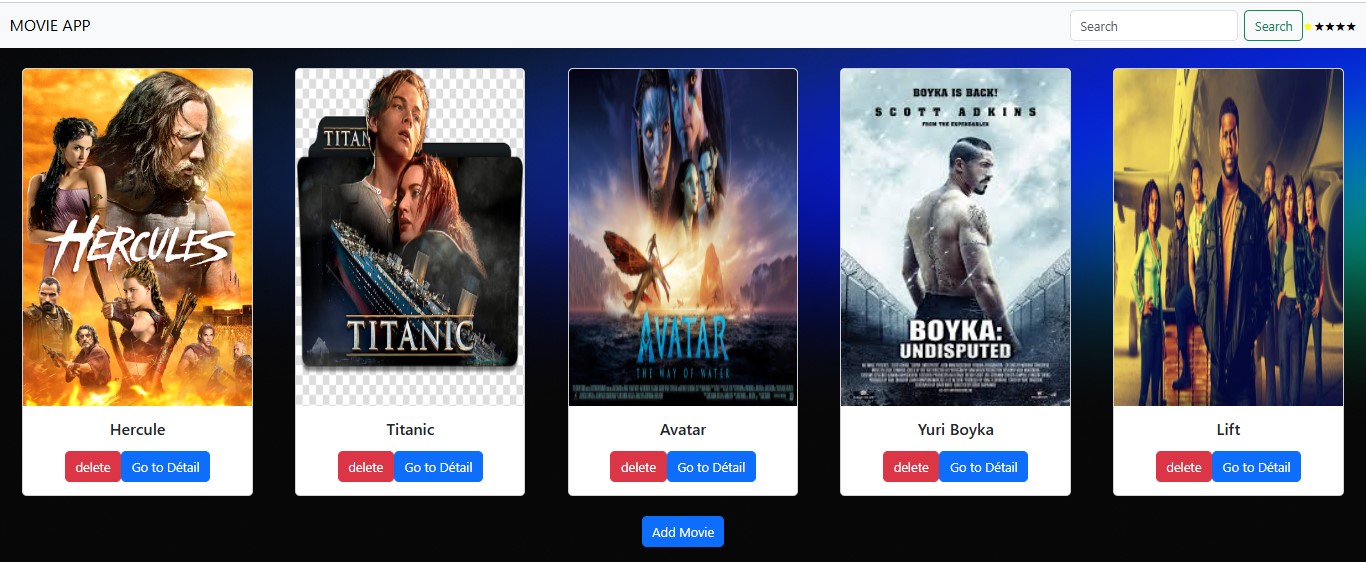 MOVIE APP
Search
Search
HERCULES
TITANIC
AVATAR
THE WAY OF WATER
BOYKA IS BACK!
SCOTT ADKINS
FROM THE EXPENDABLES
BOYKA:
UNDISPUTED
Hercule
delete Go to Détail
Titanic
delete Go to Détail
Avatar
delete Go to Détail
Yuri Boyka
delete Go to Détail
Lift
delete Go to Détail
Add Movie